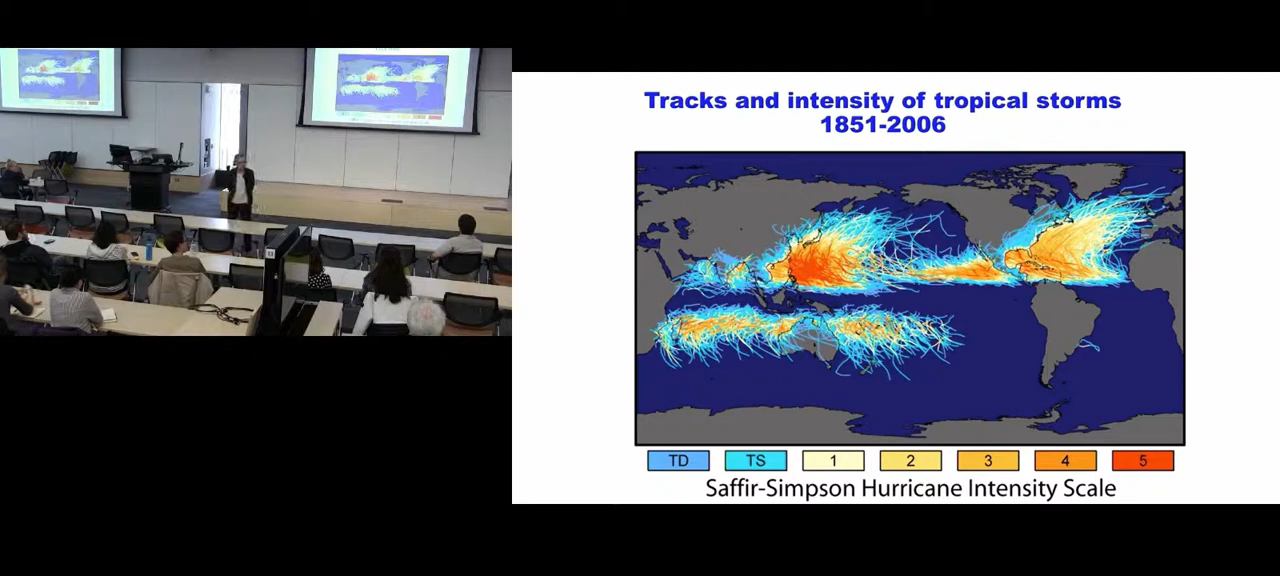 Tracks and intensity of tropical storms
1851-2006
TD TS 1 2 3 4 5
Saffir-Simpson Hurricane Intensity Scale